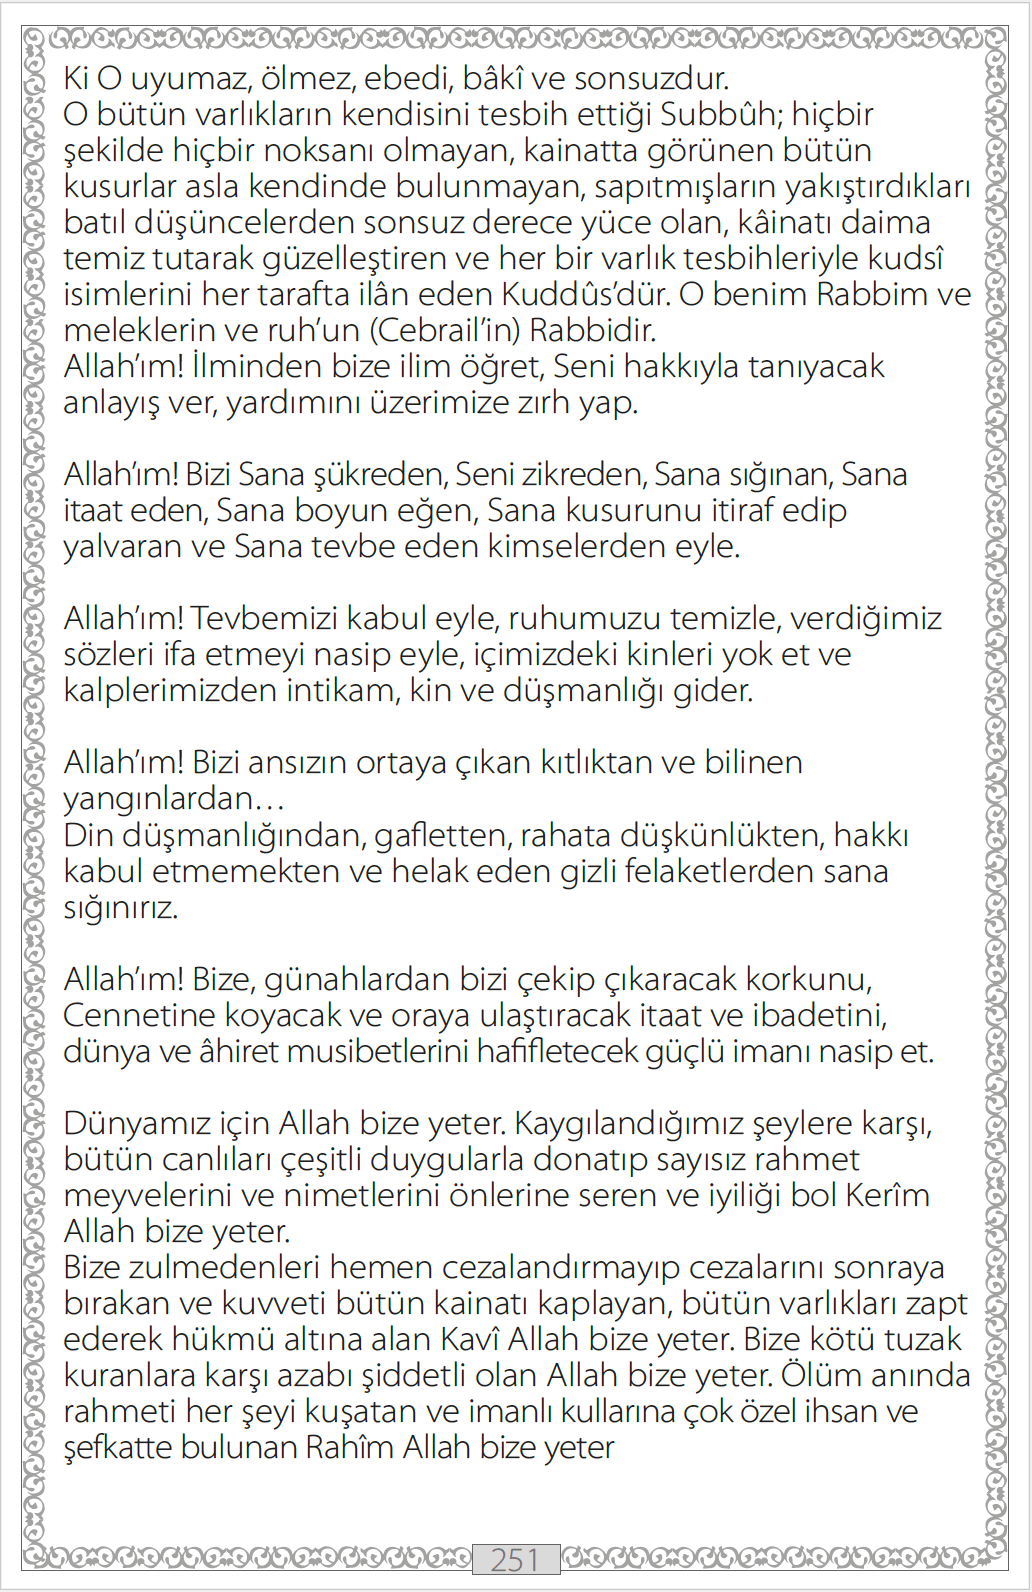 Ki O uyumaz, ölmez, ebedi, bâkî ve sonsuzdur.
O bütün varlıkların kendisini tesbih ettiği Subbûh; hiçbir
şekilde hiçbir noksanı olmayan, kainatta görünen bütün
kusurlar asla kendinde bulunmayan, sapıtmışların yakıştırdıkları
batıl düşüncelerden sonsuz derece yüce olan, kâinatı daima
temiz tutarak güzelleştiren ve her bir varlık tesbihleriyle kudsî
isimlerini her tarafta ilân eden Kuddûs’dür. O benim Rabbim ve
meleklerin ve ruh’un (Cebrail’in) Rabbidir.
Allah’ım! İlminden bize ilim öğret, Seni hakkıyla tanıyacak
anlayış ver, yardımını üzerimize zırh yap.
Allah’ım! Bizi Sana şükreden, Seni zikreden, Sana sığınan, Sana
itaat eden, Sana boyun eğen, Sana kusurunu itiraf edip
yalvaran ve Sana tevbe eden kimselerden eyle.
Allah’ım! Tevbemizi kabul eyle, ruhumuzu temizle, verdiğimiz
sözleri ifa etmeyi nasip eyle, içimizdeki kinleri yok et ve
kalplerimizden intikam, kin ve düşmanlığı gider.
Allah’ım! Bizi ansızın ortaya çıkan kıtlıktan ve bilinen
yangınlardan…
Din düşmanlığından, gafletten, rahata düşkünlükten, hakkı
kabul etmemekten ve helak eden gizli felaketlerden sana
sığınırız.
Allah’ım! Bize, günahlardan bizi çekip çıkaracak korkunu,
Cennetine koyacak ve oraya ulaştıracak itaat ve ibadetini,
dünya ve âhiret musibetlerini hafifletecek güçlü imanı nasip et.
Dünyamız için Allah bize yeter. Kaygılandığımız şeylere karşı,
bütün canlıları çeşitli duygularla donatıp sayısız rahmet
meyvelerini ve nimetlerini önlerine seren ve iyiliği bol Kerîm
Allah bize yeter.
Bize zulmedenleri hemen cezalandırmayıp cezalarını sonraya
bırakan ve kuvveti bütün kainatı kaplayan, bütün varlıkları zapt
ederek hükmü altına alan Kavî Allah bize yeter. Bize kötü tuzak
kuranlara karşı azabı şiddetli olan Allah bize yeter. Ölüm anında
rahmeti her şeyi kuşatan ve imanlı kullarına çok özel ihsan ve
şefkatte bulunan Rahîm Allah bize yeter
251